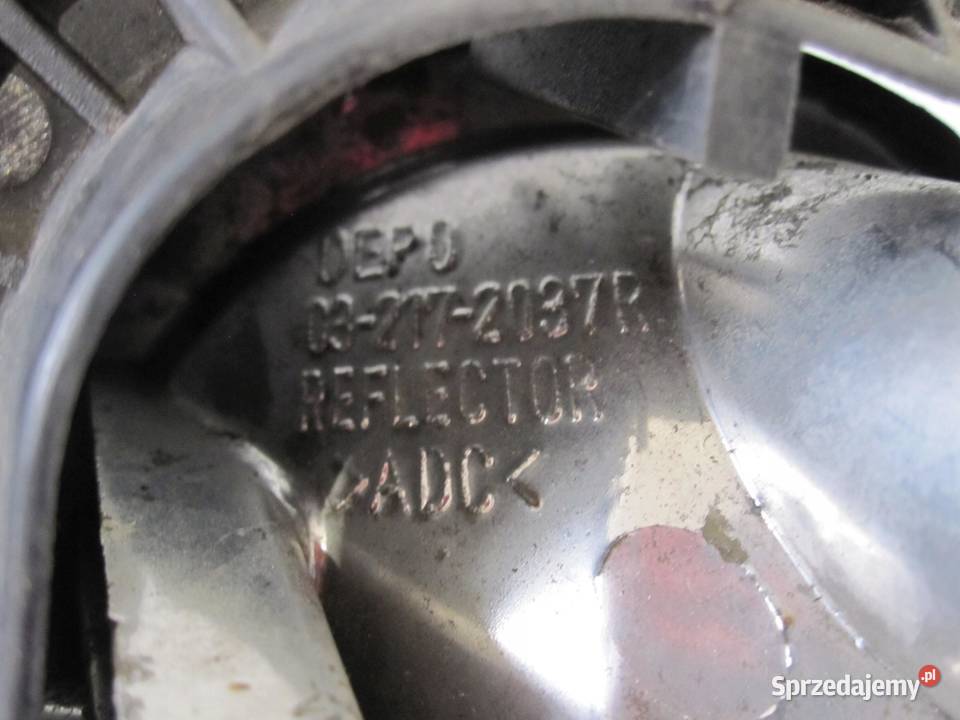 DEPO
03-217-2037R
REFLECTOR
>ADC<
Sprzedajemy.pl